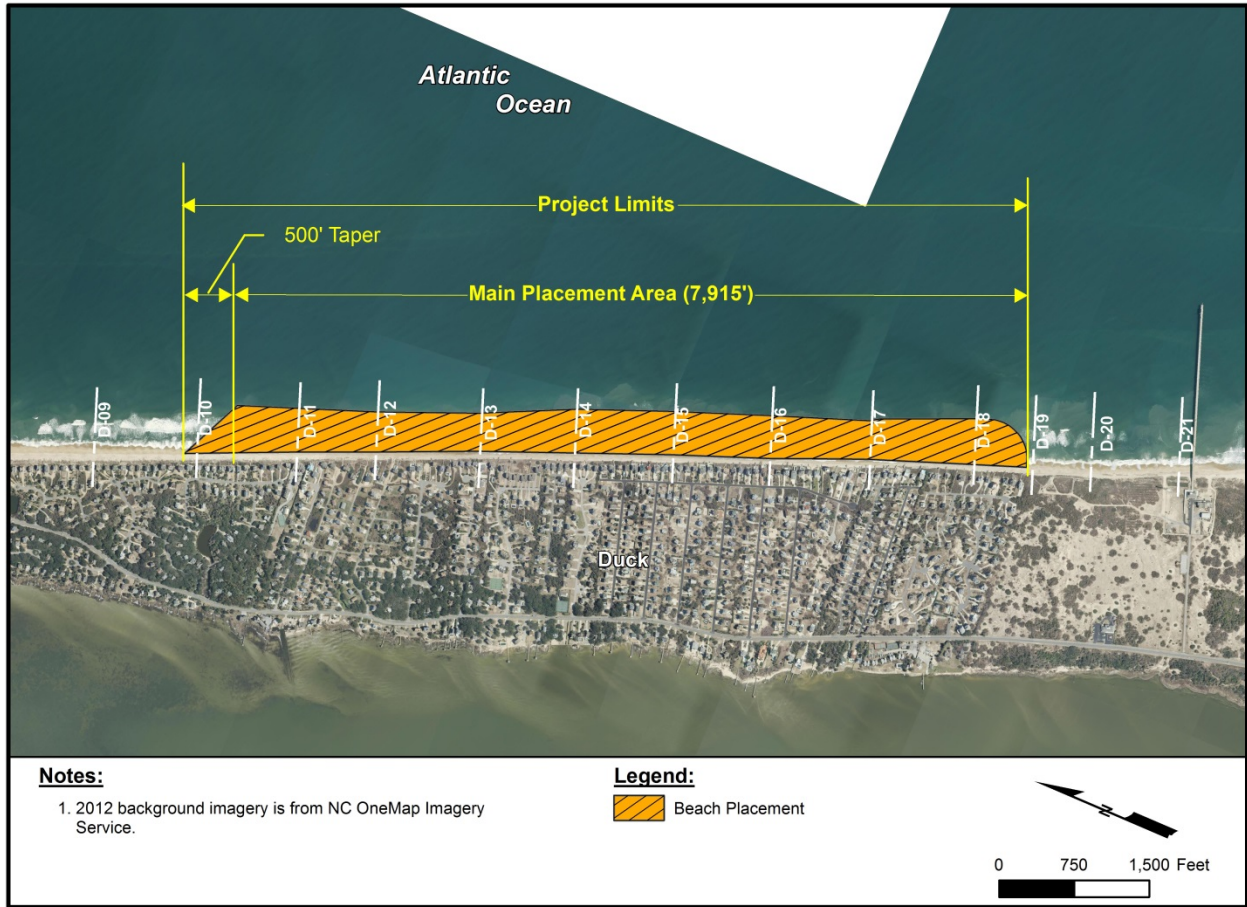 Atlantic
Ocean
Project Limits
500' Taper
Main Placement Area (7,915')
D-09
D-10
D-11
D-12
D-13
D-14
D-15
D-16
D-17
D-18
D-19
D-20
D-21
Duck
Notes:
1. 2012 background imagery is from NC OneMap Imagery
Service.
Legend:
Beach Placement
N
0 750 1,500 Feet